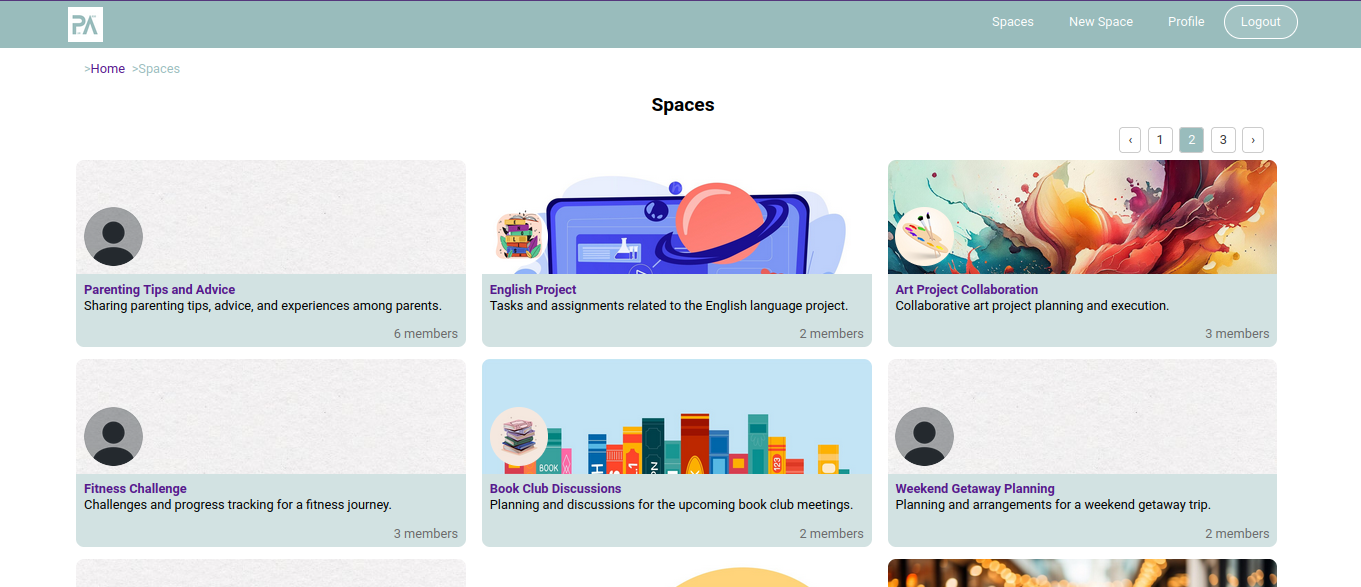 PA
Spaces New Space Profile Logout
>Home >Spaces
Spaces
‹ 1 2 3 ›
Parenting Tips and Advice
Sharing parenting tips, advice, and experiences among parents.
6 members
English Project
Tasks and assignments related to the English language project.
2 members
Art Project Collaboration
Collaborative art project planning and execution.
3 members
BOOK
123
Fitness Challenge
Challenges and progress tracking for a fitness journey.
3 members
Book Club Discussions
Planning and discussions for the upcoming book club meetings.
2 members
Weekend Getaway Planning
Planning and arrangements for a weekend getaway trip.
2 members